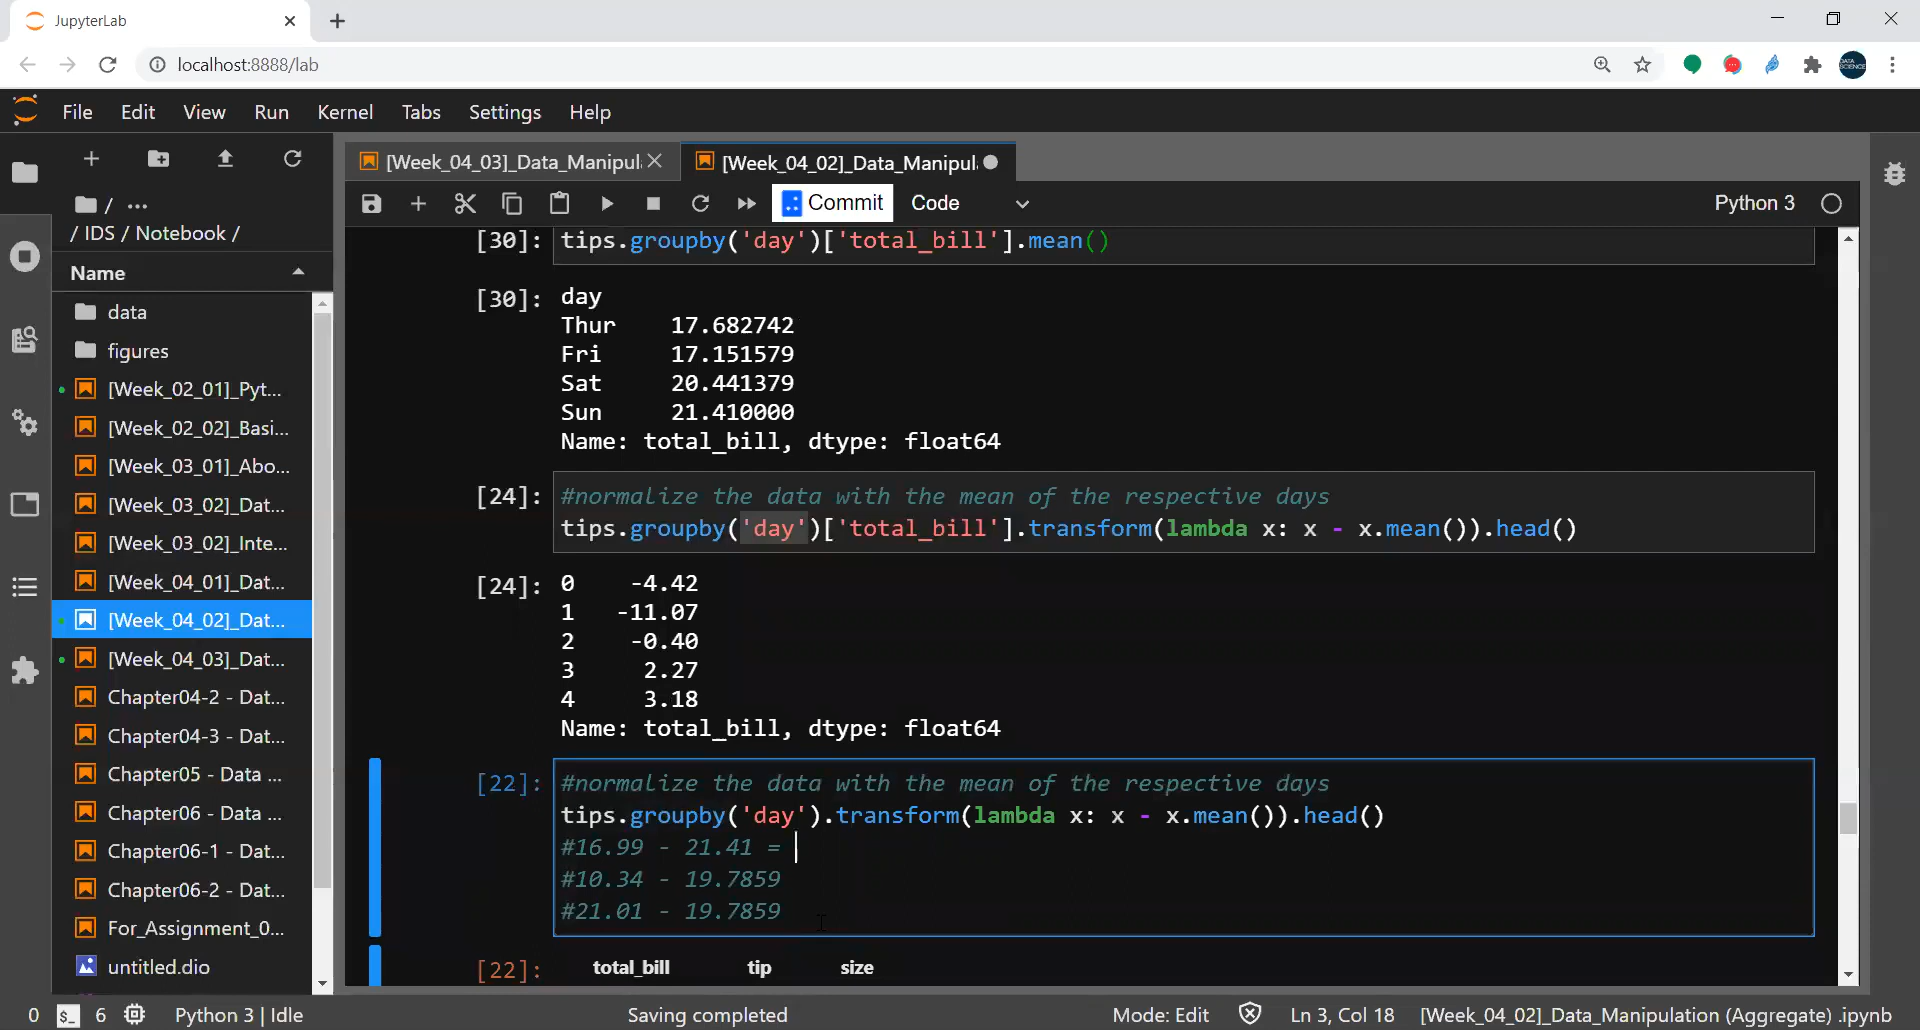 JupyterLab
localhost:8888/lab
DATA
SCIENCE
File Edit View Run Kernel Tabs Settings Help
[Week_04_03]_Data_Manipul
[Week_04_02]_Data_Manipul
/ ...
/ IDS / Notebook /
Commit Code Python 3
Name
data
figures
[Week_02_01]_Pyt...
[Week_02_02]_Basi...
[Week_03_01]_Abo...
[Week_03_02]_Dat...
[Week_03_02]_Inte...
[Week_04_01]_Dat...
[Week_04_02]_Dat...
[Week_04_03]_Dat...
Chapter04-2 - Dat...
Chapter04-3 - Dat...
Chapter05 - Data ...
Chapter06 - Data ...
Chapter06-1 - Dat...
Chapter06-2 - Dat...
For_Assignment_0...
untitled.dio
[30]: tips.groupby('day')['total_bill'].mean()
[30]: day
Thur 17.682742
Fri 17.151579
Sat 20.441379
Sun 21.410000
Name: total_bill, dtype: float64
[24]: #normalize the data with the mean of the respective days
tips.groupby('day')['total_bill'].transform(lambda x: x - x.mean()).head()
[24]: 0 -4.42
1 -11.07
2 -0.40
3 2.27
4 3.18
Name: total_bill, dtype: float64
[22]: #normalize the data with the mean of the respective days
tips.groupby('day').transform(lambda x: x - x.mean()).head()
#16.99 - 21.41 =
#10.34 - 19.7859
#21.01 - 19.7859
[22]: total_bill tip size
0 $_ 6 Python 3 | Idle Saving completed Mode: Edit Ln 3, Col 18 [Week_04_02]_Data_Manipulation (Aggregate) .ipynb